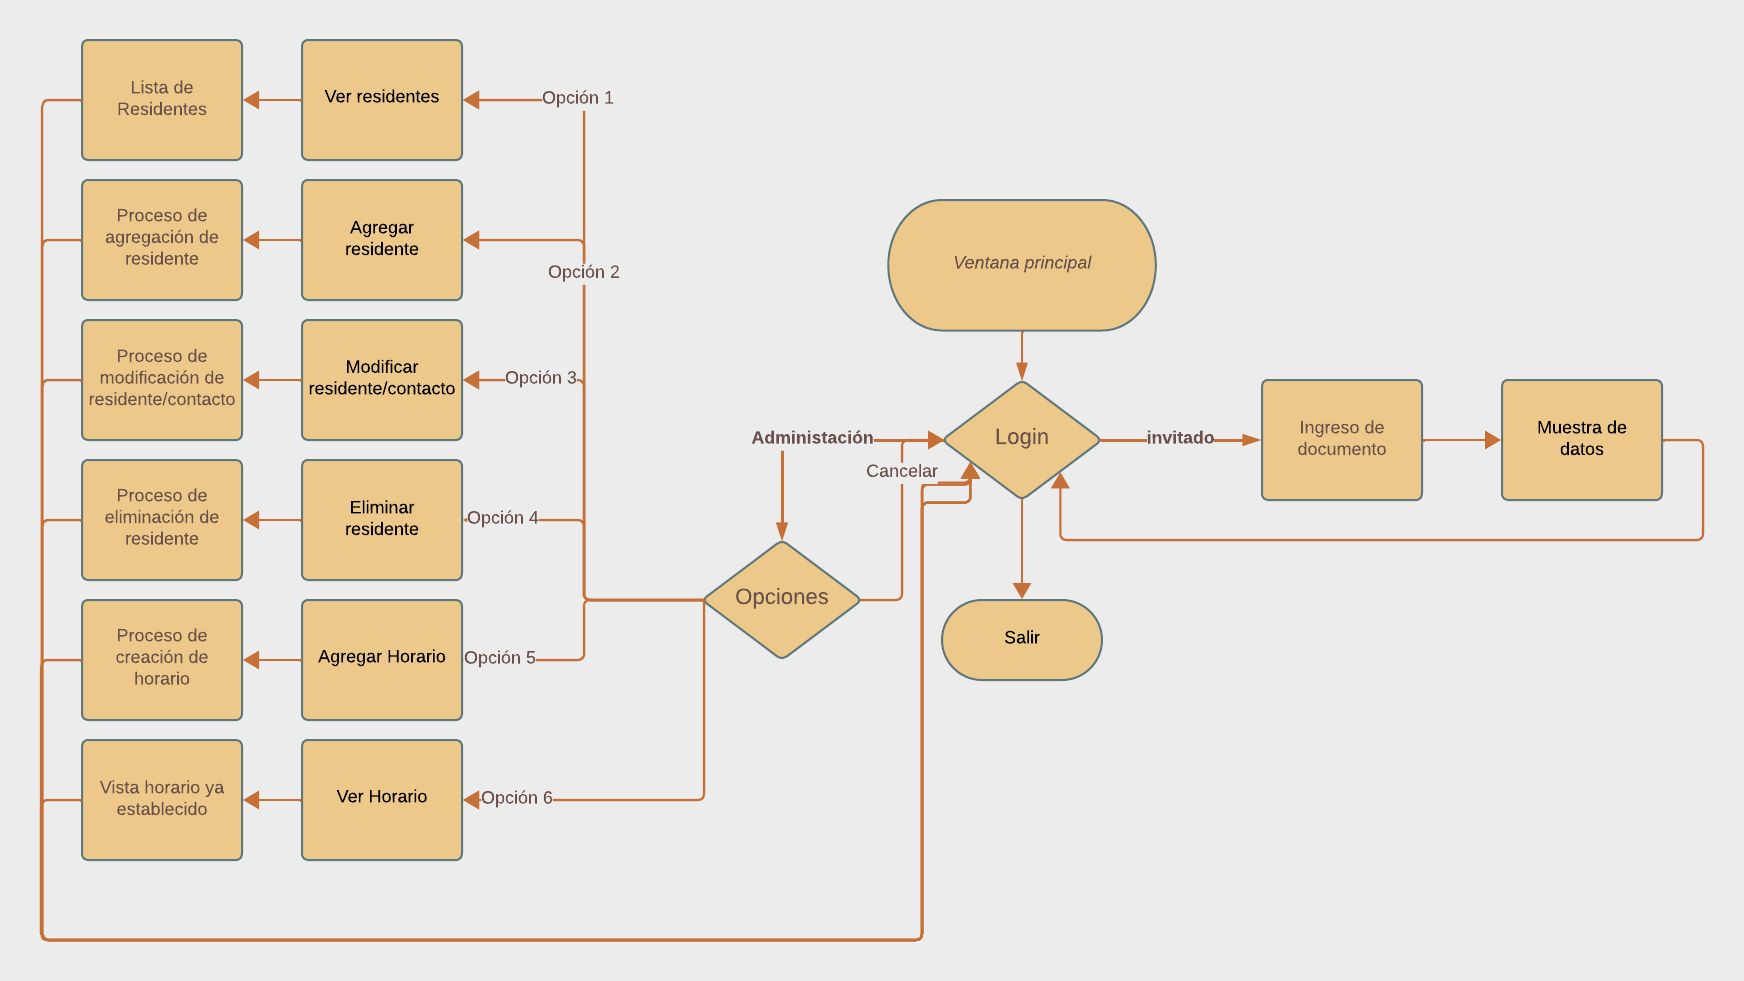 Lista de
Residentes
Ver residentes
Opción 1
Proceso de
agregación de
residente
Agregar
residente
Opción 2
Proceso de
modificación de
residente/contacto
Modificar
residente/contacto
Opción 3
Proceso de
eliminación de
residente
Eliminar
residente
Opción 4
Proceso de
creación de
horario
Agregar Horario
Opción 5
Vista horario ya
establecido
Ver Horario
Opción 6
Ventana principal
Administación
Login
invitado
Cancelar
Opciones
Salir
Ingreso de
documento
Muestra de
datos